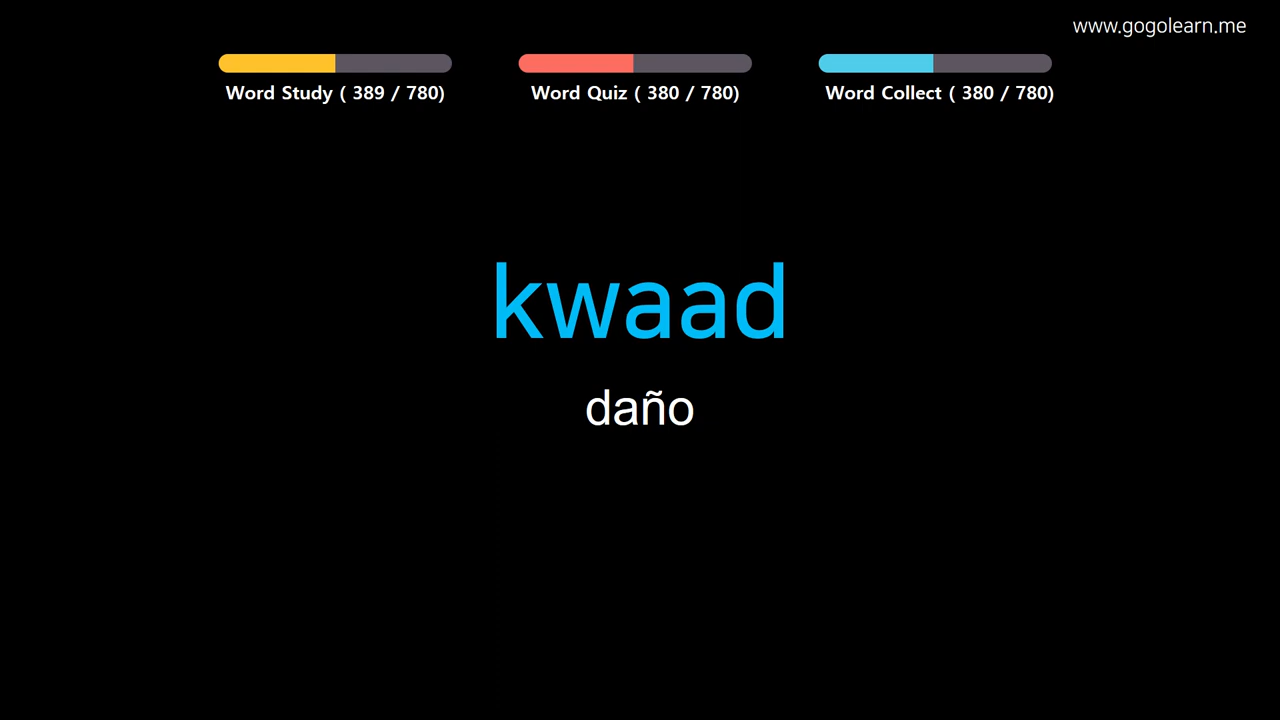 www.gogolearn.me
Word Study ( 389 / 780)
Word Quiz ( 380 / 780)
Word Collect ( 380 / 780)
kwaad
daño